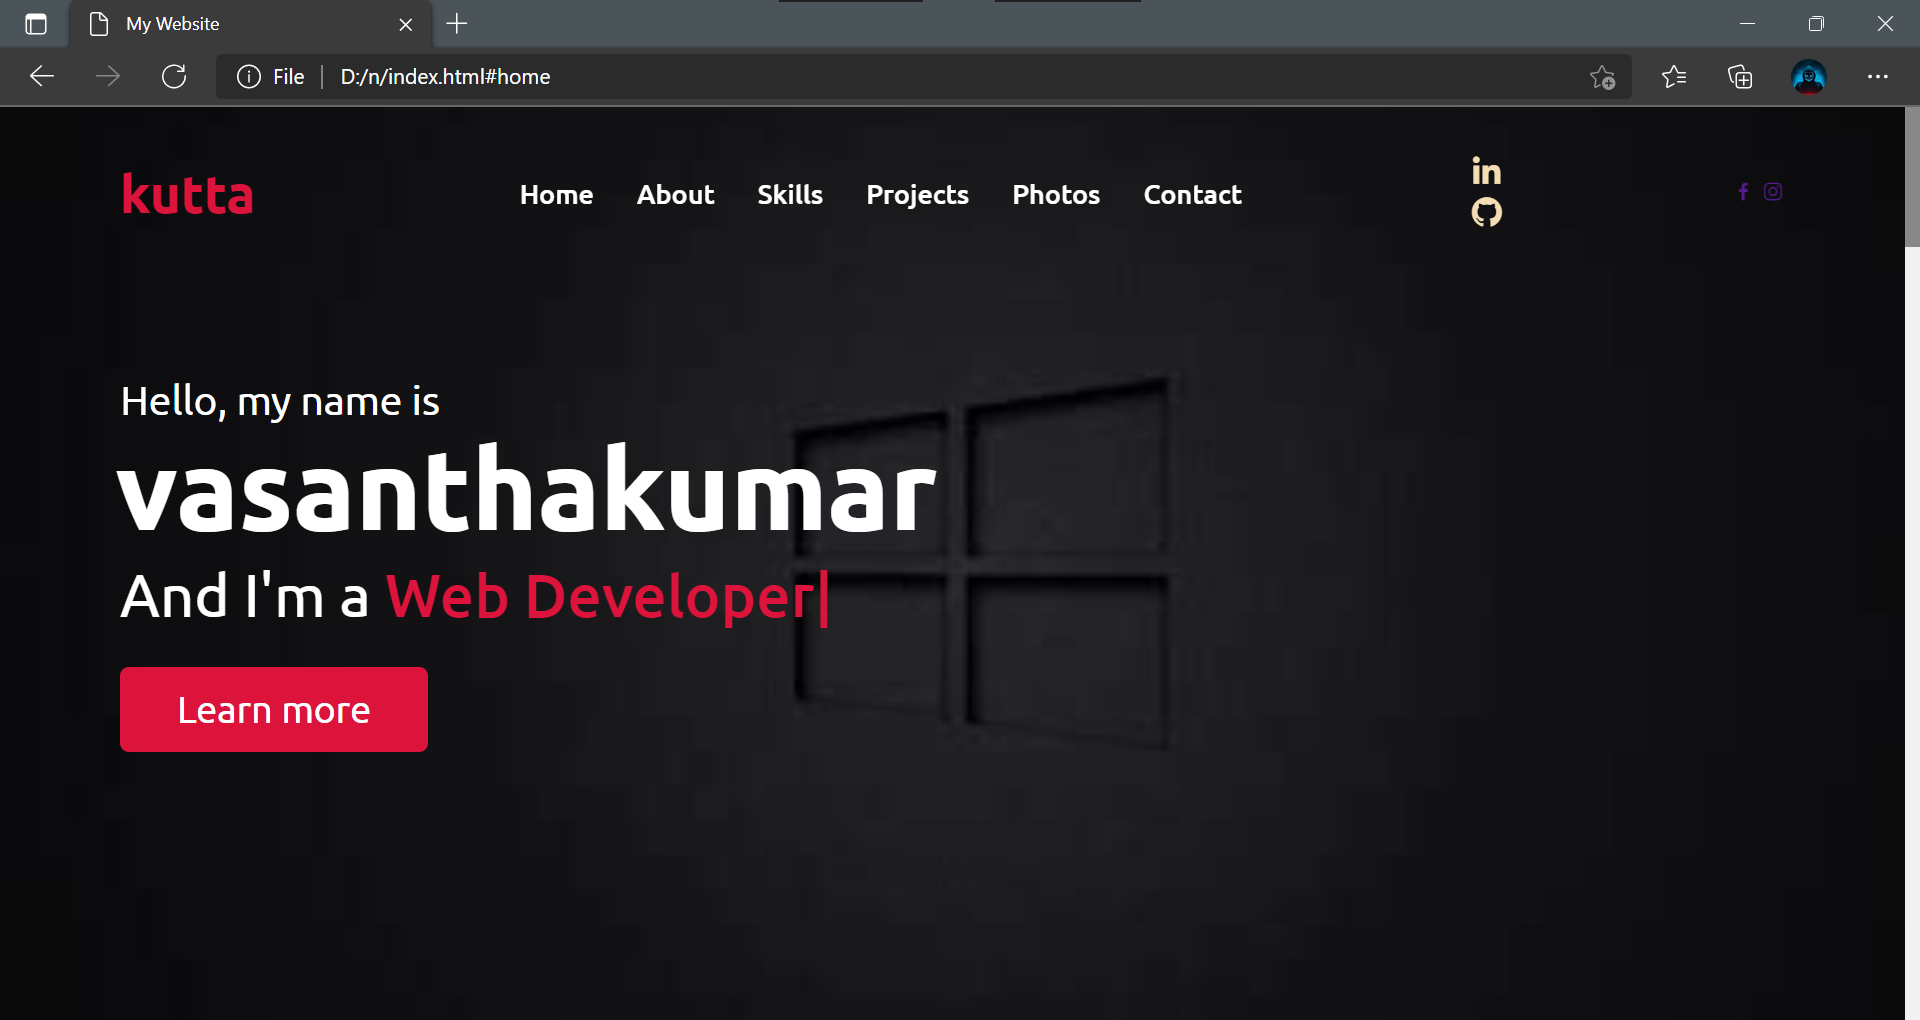 My Website
File D:/n/index.html#home
kutta
Home About Skills Projects Photos Contact
Hello, my name is
vasanthakumar
And I'm a Web Developer|
Learn more